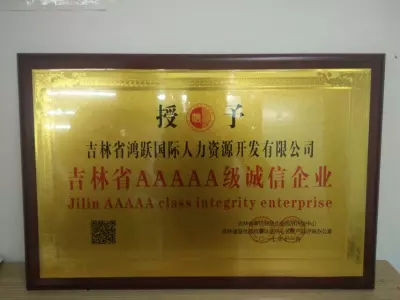 授 予
吉林省鸿跃国际人力资源开发有限公司
吉林省AAAAA级诚信企业
Jilin AAAAA class integrity enterprise